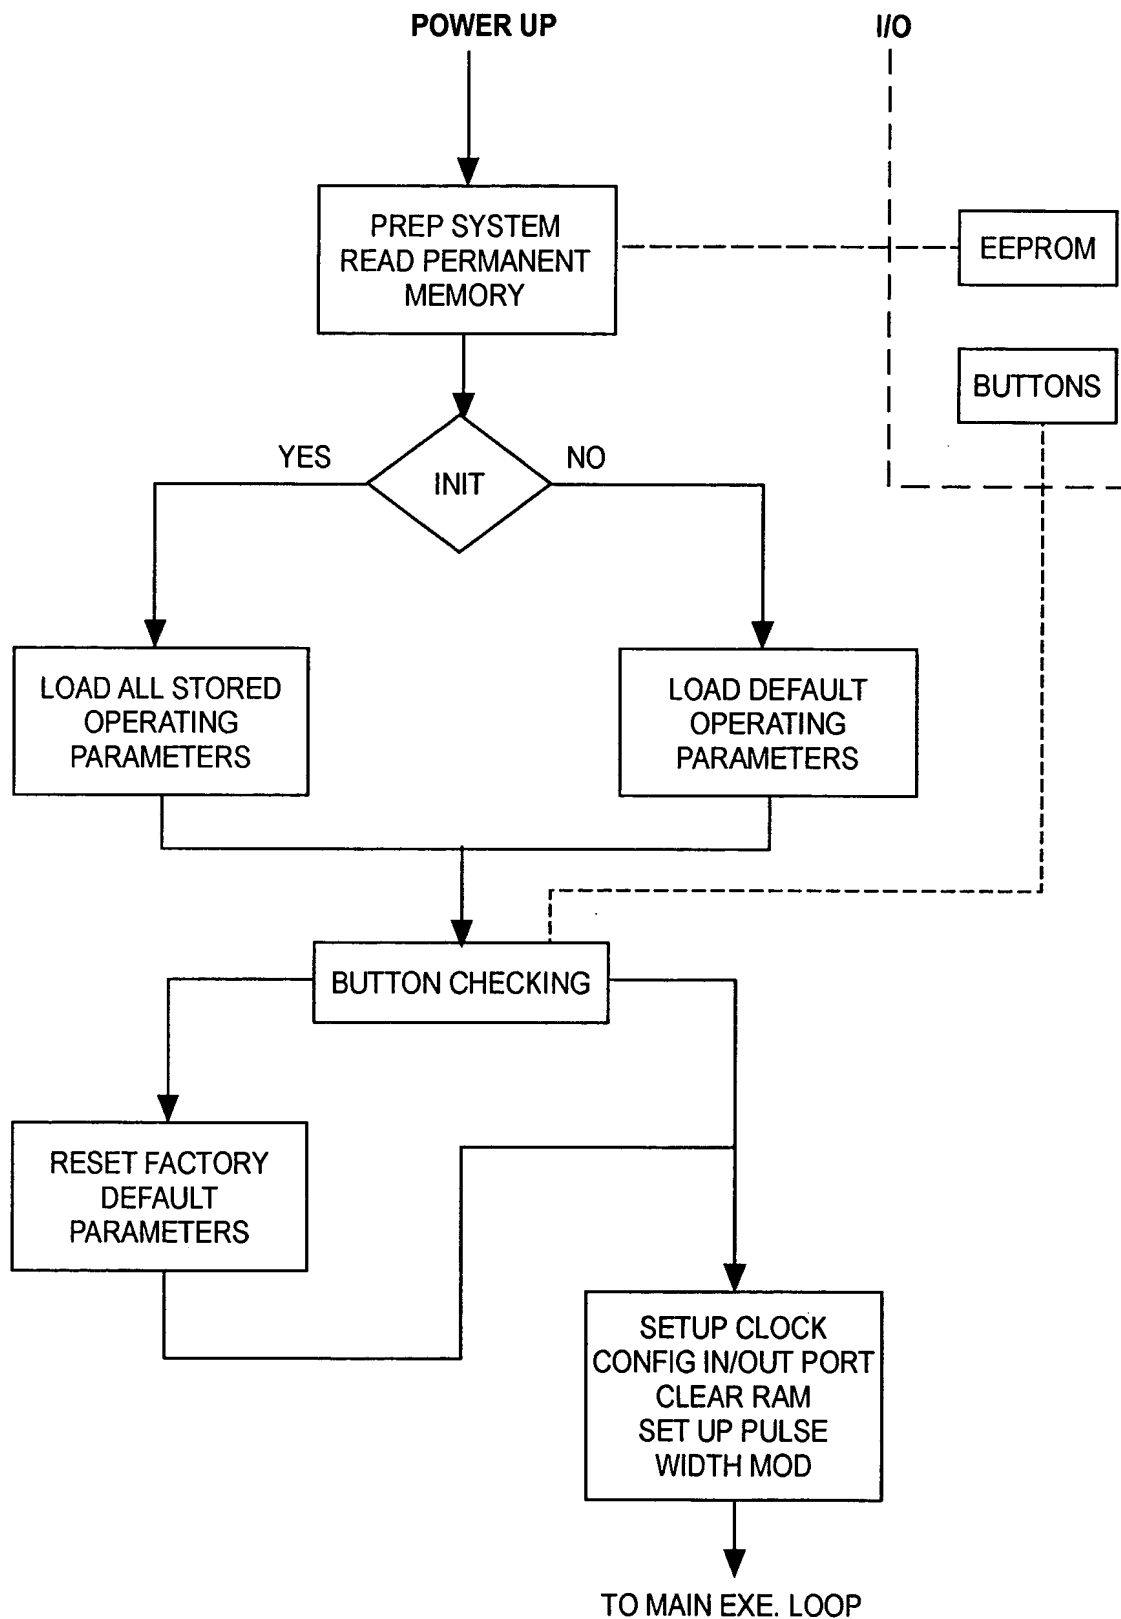 POWER UP
I/O
PREP SYSTEM
READ PERMANENT
MEMORY
EEPROM
BUTTONS
YES
NO
INIT
LOAD ALL STORED
OPERATING
PARAMETERS
LOAD DEFAULT
OPERATING
PARAMETERS
BUTTON CHECKING
RESET FACTORY
DEFAULT
PARAMETERS
SETUP CLOCK
CONFIG IN/OUT PORT
CLEAR RAM
SET UP PULSE
WIDTH MOD
TO MAIN EXE. LOOP